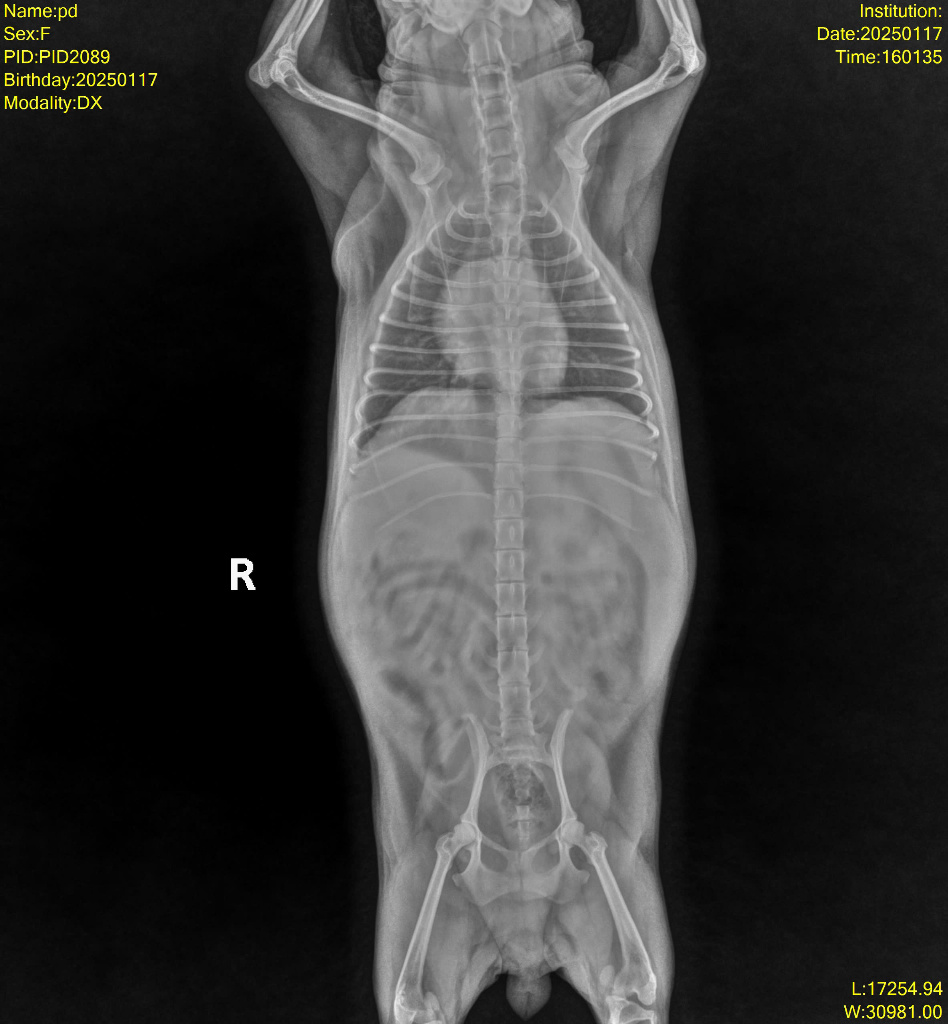 Name:pd
Sex:F
PID:PID2089
Birthday:20250117
Modality:DX
Institution:
Date:20250117
Time:160135
R
L:17254.94
W:30981.00